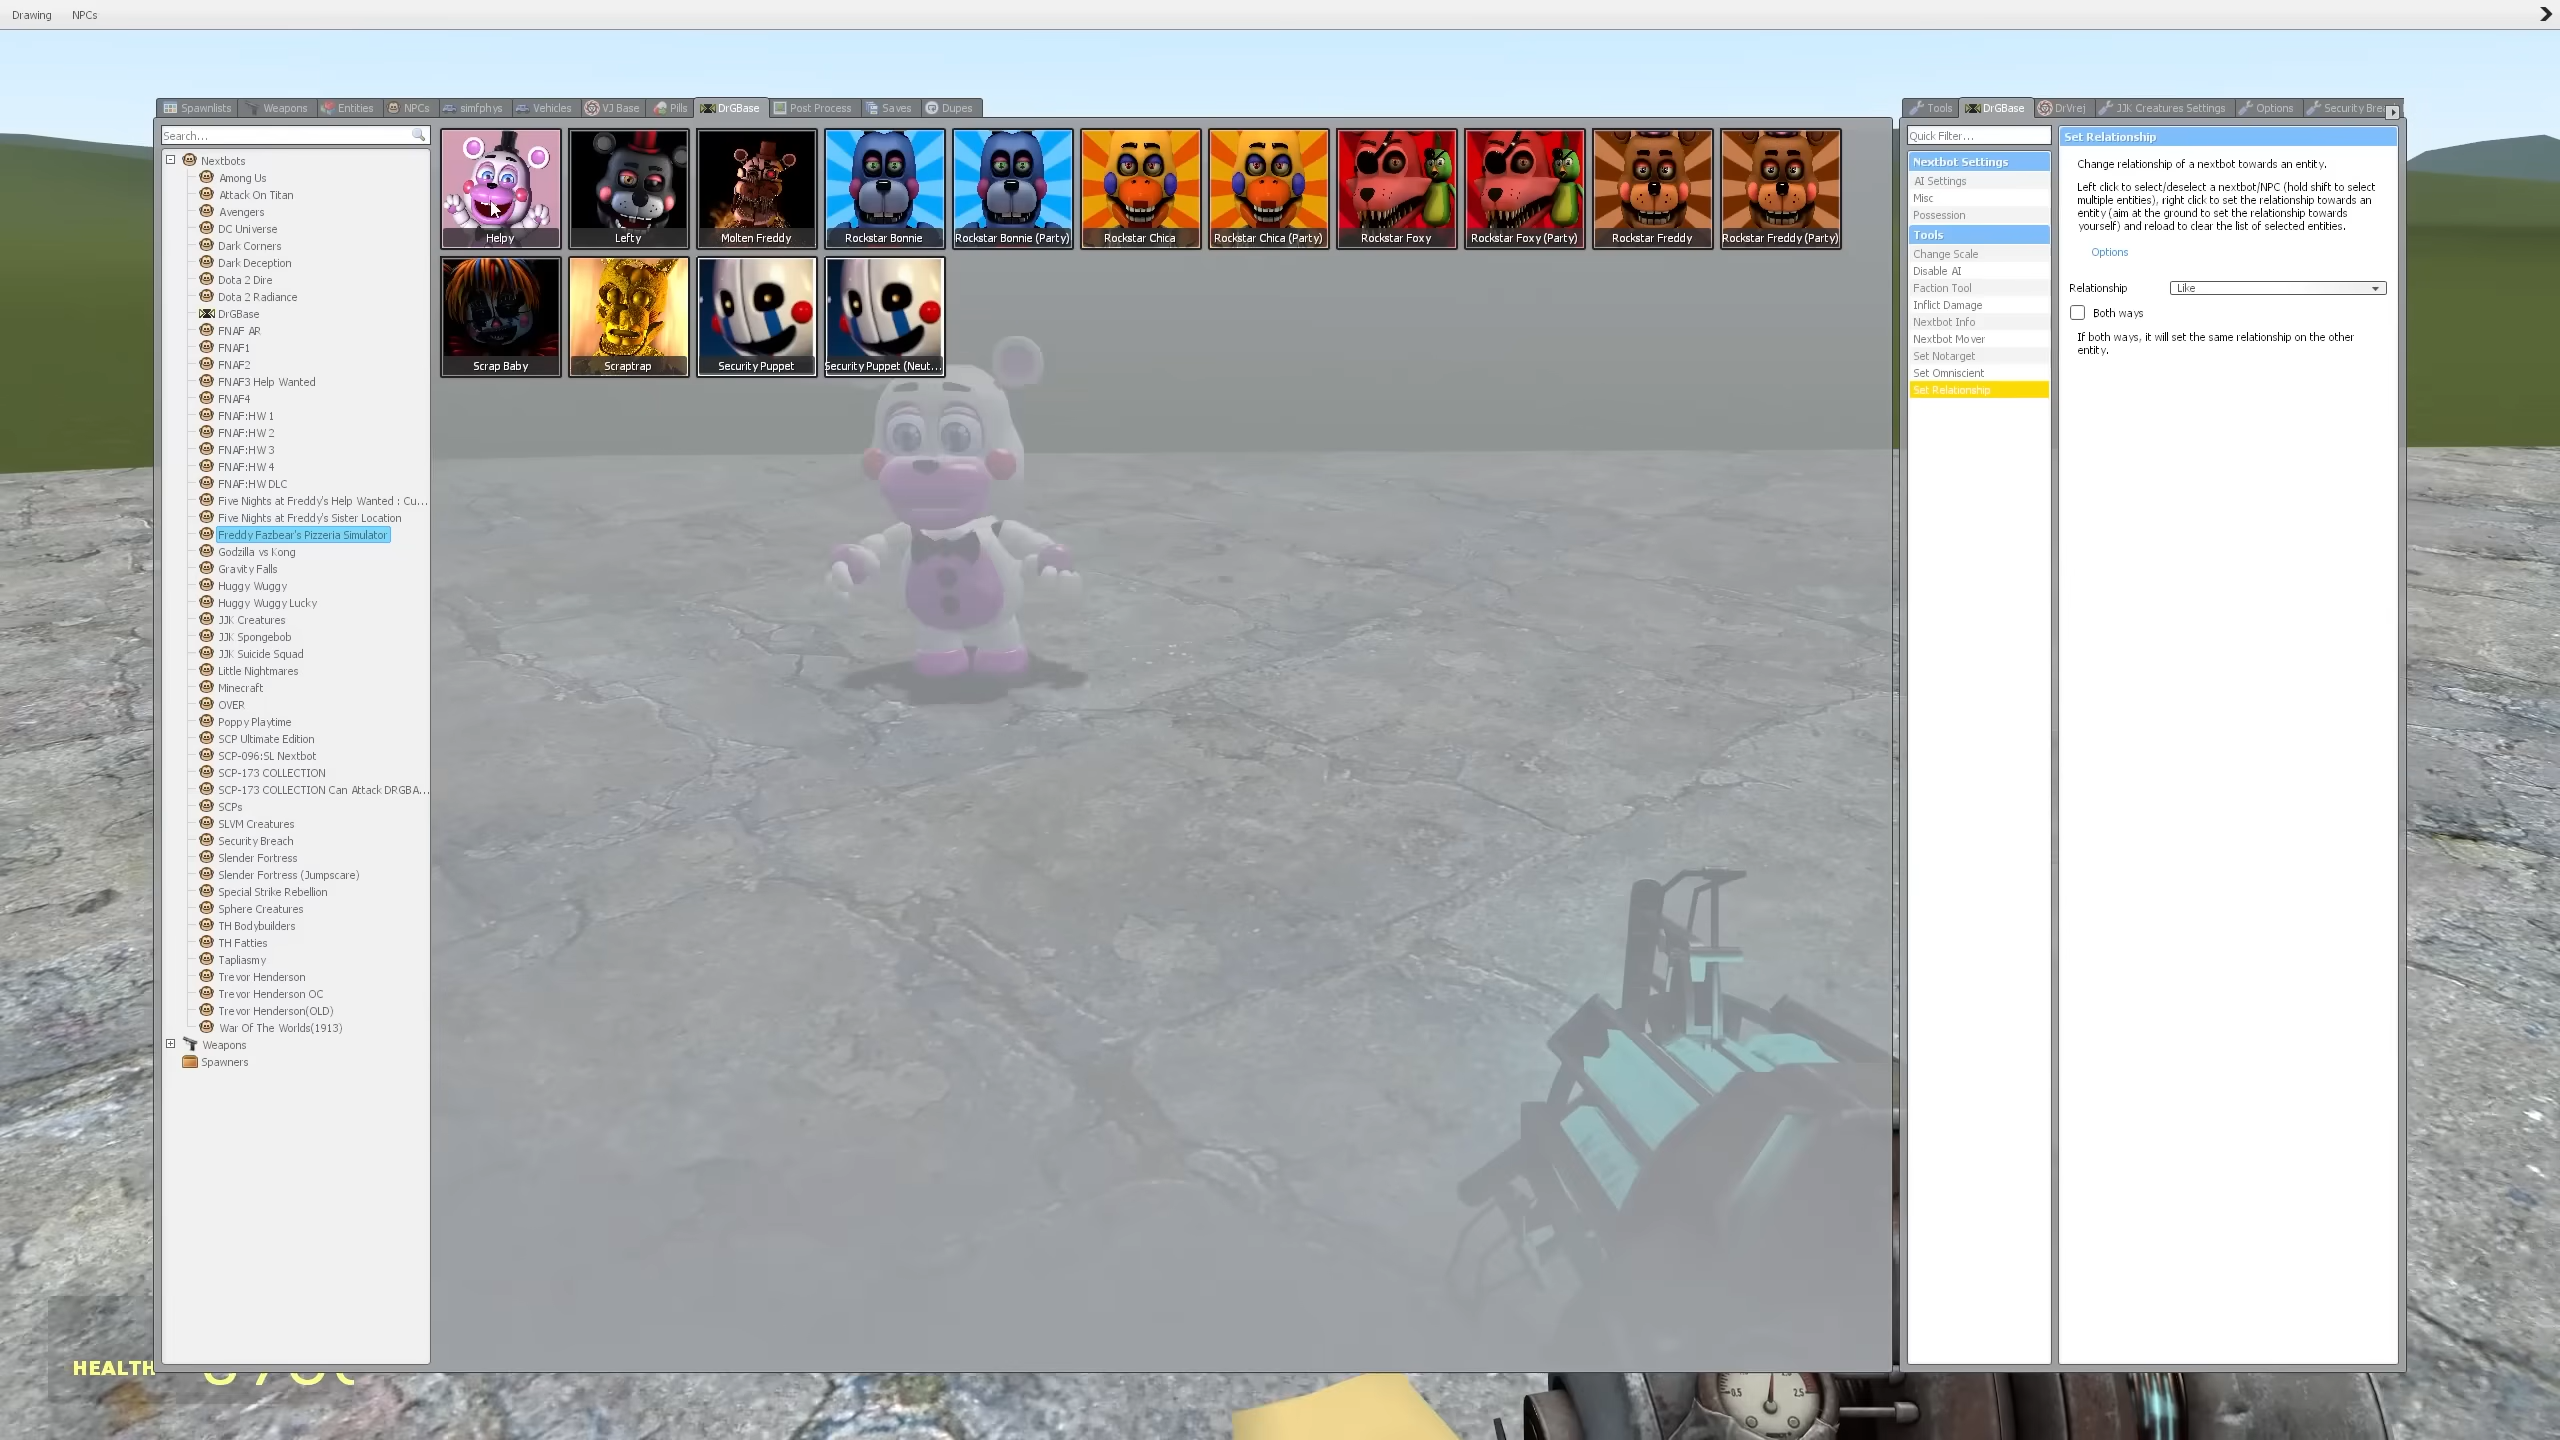 Drawing NPCs
Spawnlists Weapons Entities NPCs simfphys Vehicles VJ Base Pills DrGBase Post Process Saves Dupes
Search...
Nextbots
Among Us
Attack On Titan
Avengers
DC Universe
Dark Corners
Dark Deception
Dota 2 Dire
Dota 2 Radiance
DrGBase
FNAF AR
FNAF1
FNAF2
FNAF3 Help Wanted
FNAF4
FNAF:HW 1
FNAF:HW 2
FNAF:HW 3
FNAF:HW 4
FNAF:HW DLC
Five Nights at Freddy's Help Wanted : Cu...
Five Nights at Freddy's Sister Location
Freddy Fazbear's Pizzeria Simulator
Godzilla vs Kong
Gravity Falls
Huggy Wuggy
Huggy Wuggy Lucky
JJK Creatures
JJK Spongebob
JJK Suicide Squad
Little Nightmares
Minecraft
OVER
Poppy Playtime
SCP Ultimate Edition
SCP-096:SL Nextbot
SCP-173 COLLECTION
SCP-173 COLLECTION Can Attack DRGBA...
SCPs
SLVM Creatures
Security Breach
Slender Fortress
Slender Fortress (Jumpscare)
Special Strike Rebellion
Sphere Creatures
TH Bodybuilders
TH Fatties
Tapliasmy
Trevor Henderson
Trevor Henderson OC
Trevor Henderson(OLD)
War Of The Worlds(1913)
Weapons
Spawners
Helpy Lefty Molten Freddy Rockstar Bonnie Rockstar Bonnie (Party) Rockstar Chica Rockstar Chica (Party) Rockstar Foxy Rockstar Foxy (Party) Rockstar Freddy Rockstar Freddy (Party)
Scrap Baby Scraptrap Security Puppet Security Puppet (Neut...
Tools DrGBase DrVrej JJK Creatures Settings Options Security Brea
Quick Filter...
Nextbot Settings
AI Settings
Misc
Possession
Tools
Change Scale
Disable AI
Faction Tool
Inflict Damage
Nextbot Info
Nextbot Mover
Set Notarget
Set Omniscient
Set Relationship
Set Relationship
Change relationship of a nextbot towards an entity.
Left click to select/deselect a nextbot/NPC (hold shift to select
multiple entities), right click to set the relationship towards an
entity (aim at the ground to set the relationship towards
yourself) and reload to clear the list of selected entities.
Options
Relationship Like
Both ways
If both ways, it will set the same relationship on the other
entity.
HEALTH